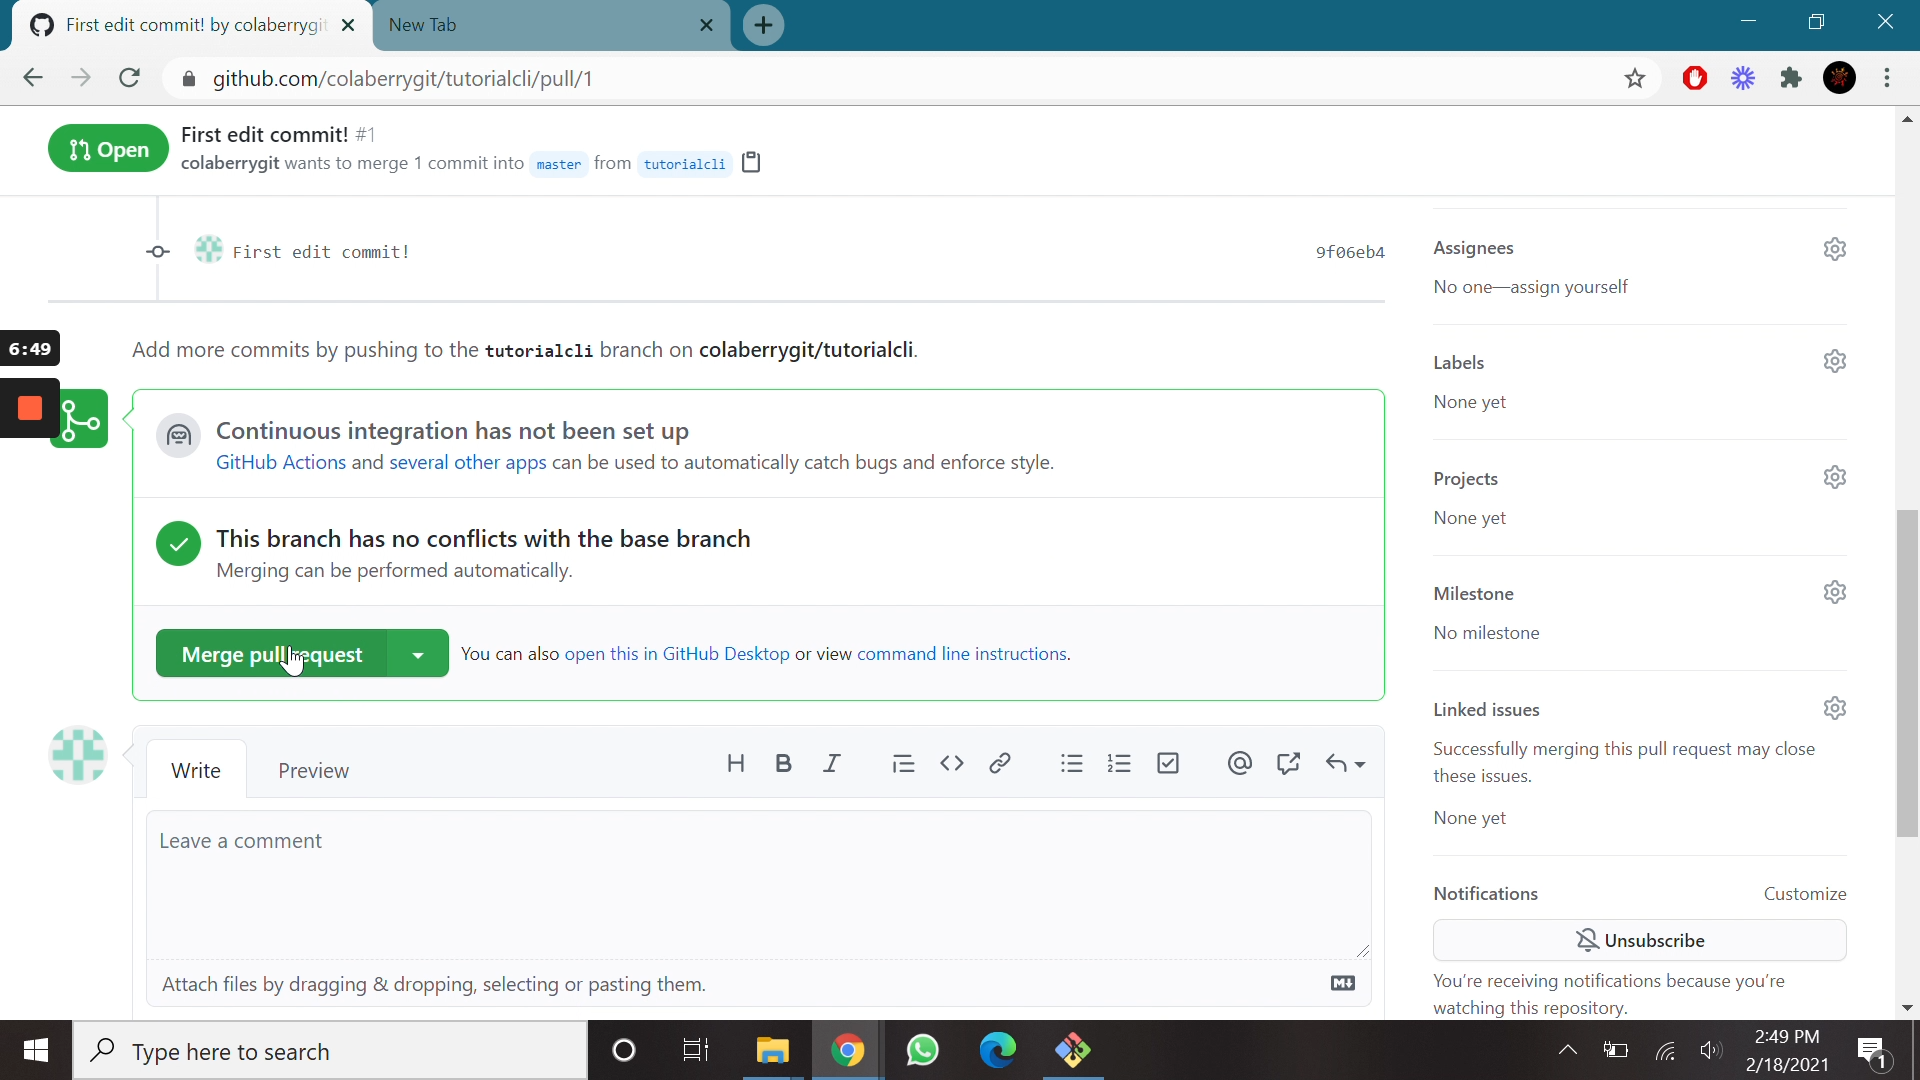 First edit commit! by colaberrygit
New Tab
github.com/colaberrygit/tutorialcli/pull/1
Open
First edit commit! #1
colaberrygit wants to merge 1 commit into master from tutorialcli
First edit commit!
9f06eb4
6:49
Add more commits by pushing to the tutorialcli branch on colaberrygit/tutorialcli.
Continuous integration has not been set up
GitHub Actions and several other apps can be used to automatically catch bugs and enforce style.
This branch has no conflicts with the base branch
Merging can be performed automatically.
Merge pull request
You can also open this in GitHub Desktop or view command line instructions.
Write
Preview
H B I
Leave a comment
Attach files by dragging & dropping, selecting or pasting them.
Assignees
No one—assign yourself
Labels
None yet
Projects
None yet
Milestone
No milestone
Linked issues
Successfully merging this pull request may close
these issues.
None yet
Notifications
Customize
Unsubscribe
You're receiving notifications because you're
watching this repository.
Type here to search
2:49 PM
2/18/2021
1